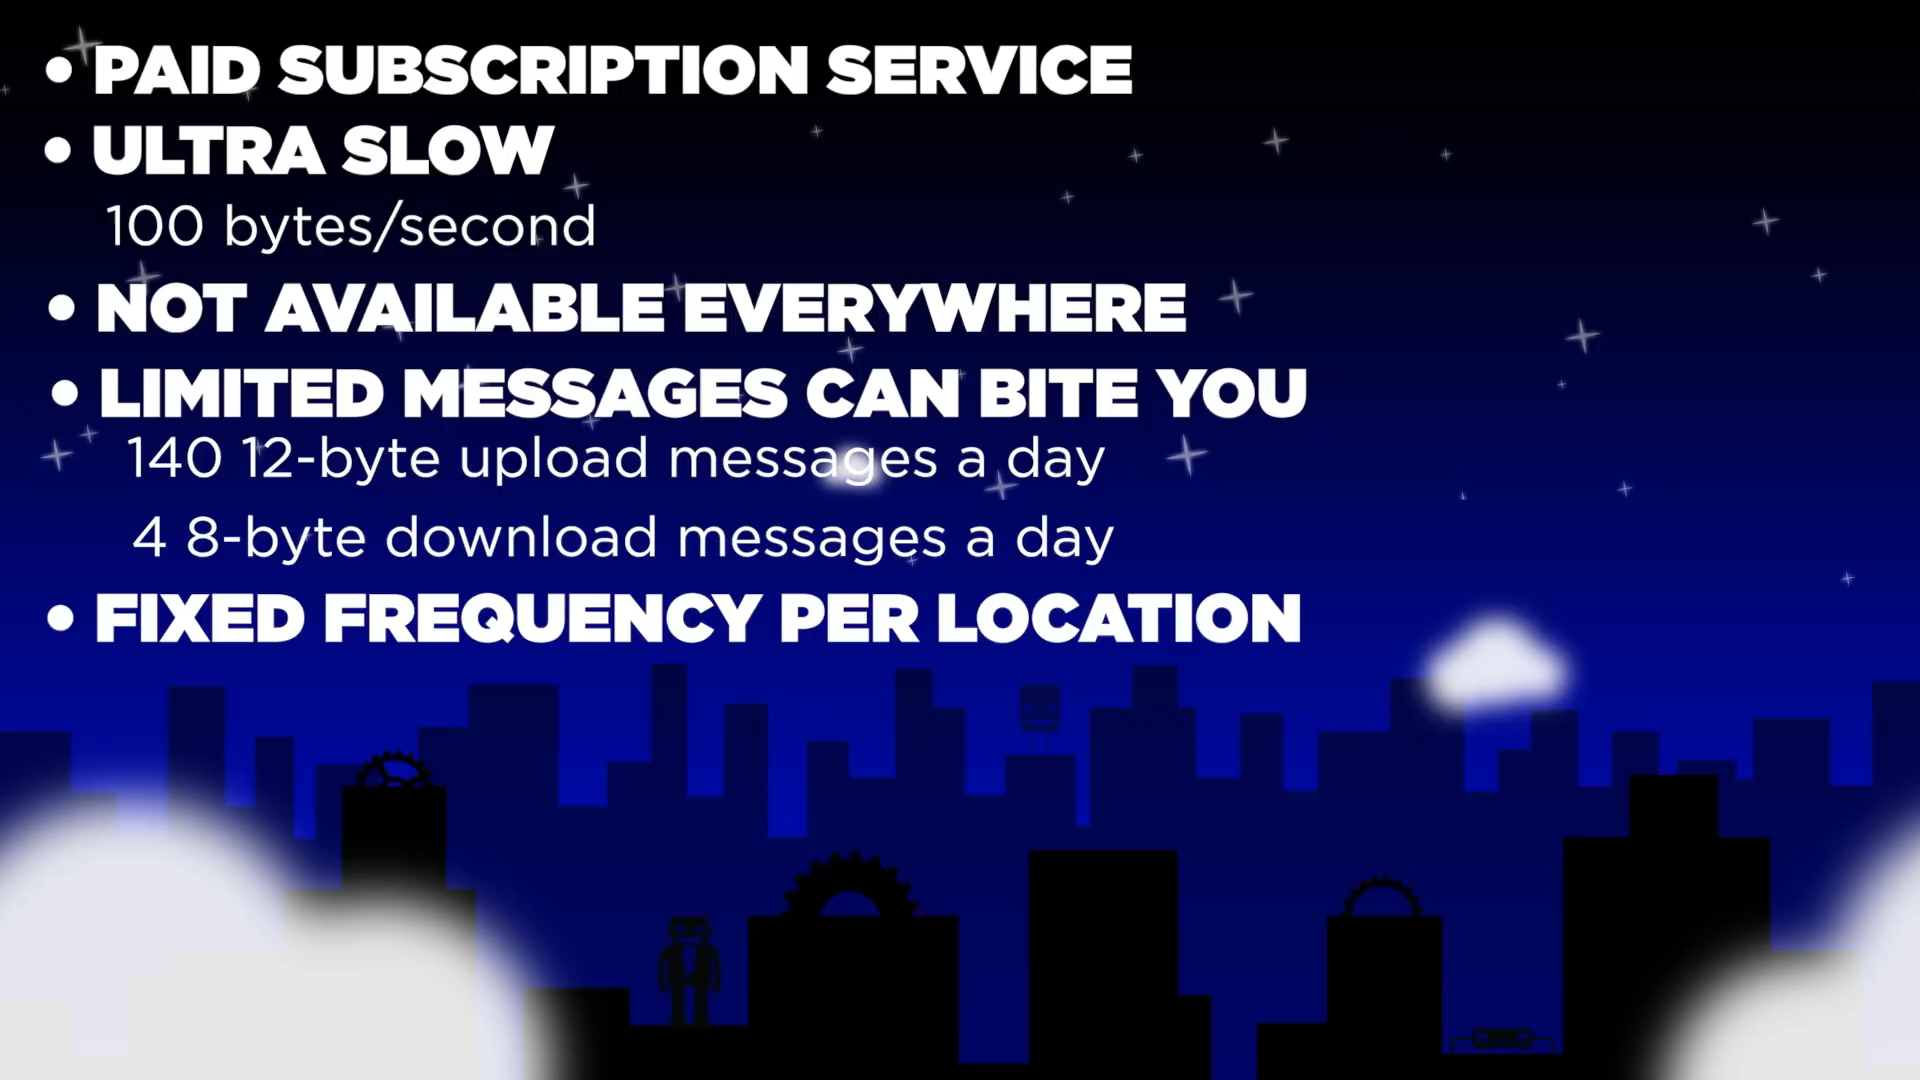 • PAID SUBSCRIPTION SERVICE
• ULTRA SLOW
100 bytes/second
• NOT AVAILABLE EVERYWHERE
• LIMITED MESSAGES CAN BITE YOU
140 12-byte upload messages a day
4 8-byte download messages a day
• FIXED FREQUENCY PER LOCATION